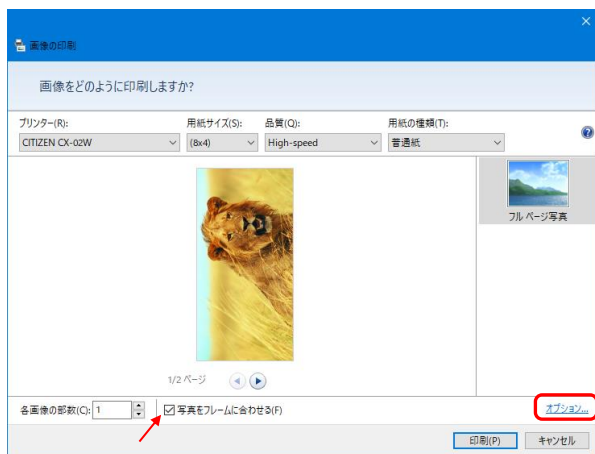 画像の印刷
画像をどのように印刷しますか?
プリンター(R): 用紙サイズ(S): 品質(Q): 用紙の種類(T):
CITIZEN CX-02W (8x4) High-speed 普通紙
フル ページ写真
1/2 ページ
各画像の部数(C): 1 写真をフレームに合わせる(F) オプション...
印刷(P) キャンセル